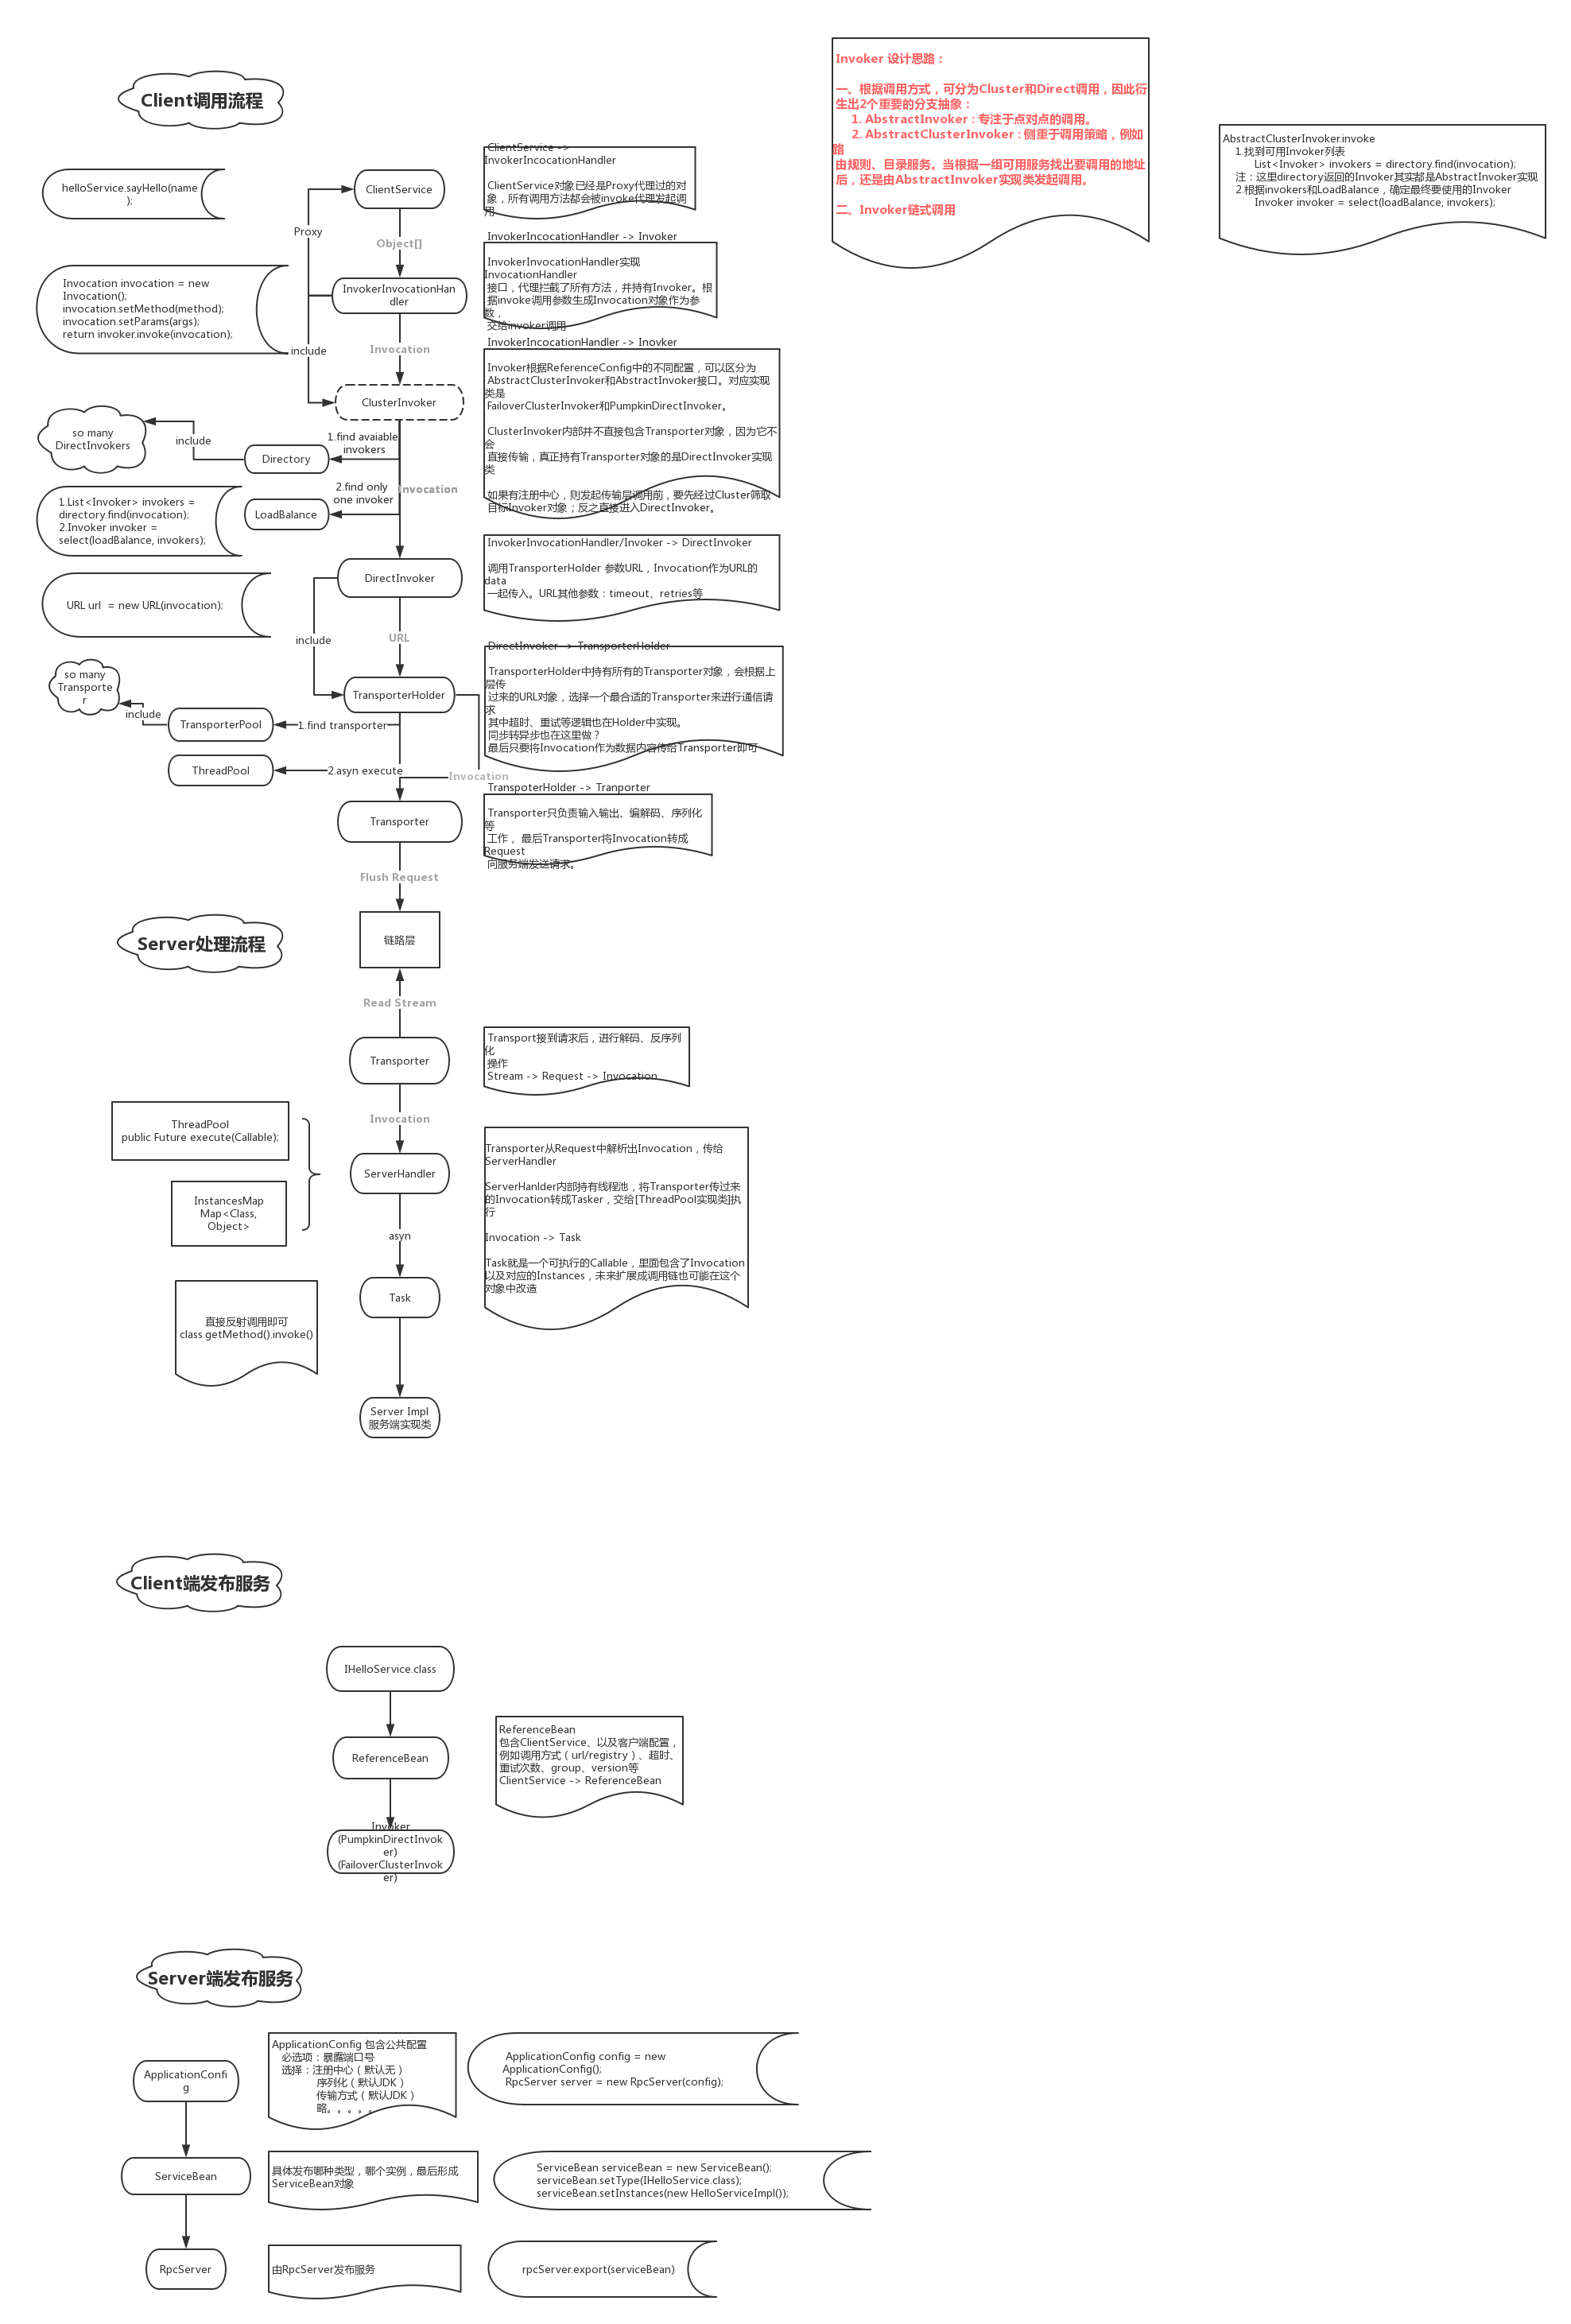 Client调用流程
helloService.sayHello(name
);
ClientService
Proxy
Object[]
ClientService ->
InvokerIncocationHandler
ClientService对象已经是Proxy代理过的对
象，所有调用方法都会被invoke代理发起调
用
Invocation invocation = new
Invocation();
invocation.setMethod(method);
invocation.setParams(args);
return invoker.invoke(invocation);
InvokerInvocationHan
dler
include
Invocation
InvokerIncocationHandler -> Invoker
InvokerInvocationHandler实现
InvocationHandler
接口，代理拦截了所有方法，并持有Invoker。根
据invoke调用参数生成Invocation对象作为参
数，
交给invoker调用
ClusterInvoker
InvokerIncocationHandler -> Inovker
Invoker根据ReferenceConfig中的不同配置，可以区分为
AbstractClusterInvoker和AbstractInvoker接口。对应实现
类是
FailoverClusterInvoker和PumpkinDirectInvoker。
ClusterInvoker内部并不直接包含Transporter对象，因为它不
会
直接传输，真正持有Transporter对象的是DirectInvoker实现
类
如果有注册中心，则发起传输层调用前，要先经过Cluster筛取
目标Invoker对象；反之直接进入DirectInvoker。
so many
DirectInvokers
include
Directory
1.find avaiable
invokers
1.List<Invoker> invokers =
directory.find(invocation);
2.Invoker invoker =
select(loadBalance, invokers);
LoadBalance
2.find only
one invoker
Invocation
DirectInvoker
InvokerInvocationHandler/Invoker -> DirectInvoker
调用TransporterHolder 参数URL，Invocation作为URL的
data
一起传入。URL其他参数：timeout、retries等
URL url  = new URL(invocation);
include
URL
TransporterHolder
DirectInvoker -> TransporterHolder
TransporterHolder中持有所有的Transporter对象，会根据上
层传
过来的URL对象，选择一个最合适的Transporter来进行通信请
求
其中超时、重试等逻辑也在Holder中实现。
同步转异步也在这里做？
最后只要将Invocation作为数据内容传给Transporter即可
so many
Transporte
r
include
TransporterPool
1.find transporter
ThreadPool
2.asyn execute
Invocation
Transporter
TranspoterHolder -> Tranporter
Transporter只负责输入输出、编解码、序列化
等
工作， 最后Transporter将Invocation转成
Request
向服务端发送请求。
Flush Request
Invoker 设计思路：
一、根据调用方式，可分为Cluster和Direct调用，因此衍
生出2个重要的分支抽象：
1. AbstractInvoker : 专注于点对点的调用。
2. AbstractClusterInvoker : 侧重于调用策略，例如
路
由规则、目录服务。当根据一组可用服务找出要调用的地址
后，还是由AbstractInvoker实现类发起调用。
二、Invoker链式调用
AbstractClusterInvoker.invoke
1.找到可用Invoker列表
List<Invoker> invokers = directory.find(invocation);
注：这里directory返回的Invoker其实都是AbstractInvoker实现
2.根据invokers和LoadBalance，确定最终要使用的Invoker
Invoker invoker = select(loadBalance, invokers);
Server处理流程
链路层
Read Stream
Transporter
Transport接到请求后，进行解码、反序列
化
操作
Stream -> Request -> Invocation
Invocation
ThreadPool
public Future execute(Callable);
ServerHandler
InstancesMap
Map<Class,
Object>
asyn
Transporter从Request中解析出Invocation，传给
ServerHandler
ServerHanlder内部持有线程池，将Transporter传过来
的Invocation转成Tasker，交给[ThreadPool实现类]执
行
Invocation -> Task
Task就是一个可执行的Callable，里面包含了Invocation
以及对应的Instances，未来扩展成调用链也可能在这个
对象中改造
Task
直接反射调用即可
class.getMethod().invoke()
Server Impl
服务端实现类
Client端发布服务
IHelloService.class
ReferenceBean
ReferenceBean
包含ClientService、以及客户端配置，
例如调用方式（url/registry）、超时、
重试次数、group、version等
ClientService -> ReferenceBean
Invoker
(PumpkinDirectInvok
er)
(FailoverClusterInvok
er)
Server端发布服务
ApplicationConfi
g
ApplicationConfig 包含公共配置
必选项：暴露端口号
选择：注册中心（默认无）
序列化（默认JDK）
传输方式（默认JDK）
略。。。。。
ApplicationConfig config = new
ApplicationConfig();
RpcServer server = new RpcServer(config);
ServiceBean
具体发布哪种类型，哪个实例，最后形成
ServiceBean对象
ServiceBean serviceBean = new ServiceBean();
serviceBean.setType(IHelloService.class);
serviceBean.setInstances(new HelloServiceImpl());
RpcServer
由RpcServer发布服务
rpcServer.export(serviceBean)